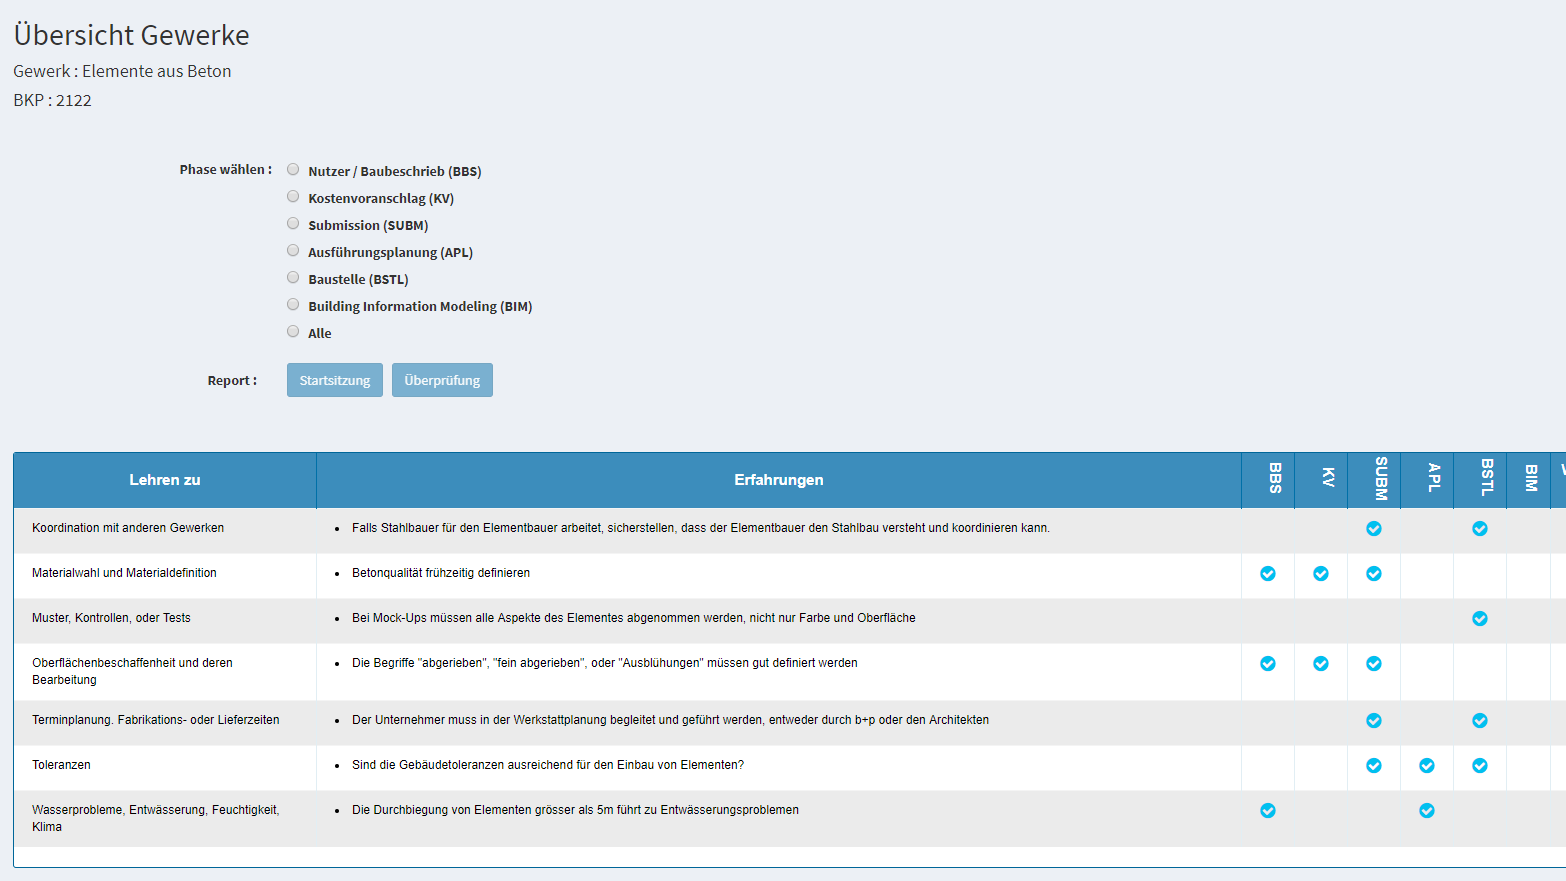 Übersicht Gewerke
Gewerk : Elemente aus Beton
BKP : 2122
Phase wählen :
Nutzer / Baubeschrieb (BBS)
Kostenvoranschlag (KV)
Submission (SUBM)
Ausführungsplanung (APL)
Baustelle (BSTL)
Building Information Modeling (BIM)
Alle
Report :
Startsitzung Überprüfung
Lehren zu Erfahrungen BBS KV SUBM APL BSTL BIM
Koordination mit anderen Gewerken • Falls Stahlbauer für den Elementbauer arbeitet, sicherstellen, dass der Elementbauer den Stahlbau versteht und koordinieren kann.
Materialwahl und Materialdefinition • Betonqualität frühzeitig definieren
Muster, Kontrollen, oder Tests • Bei Mock-Ups müssen alle Aspekte des Elementes abgenommen werden, nicht nur Farbe und Oberfläche
Oberflächenbeschaffenheit und deren • Die Begriffe "abgerieben", "fein abgerieben", oder "Ausblühungen" müssen gut definiert werden
Bearbeitung
Terminplanung. Fabrikations- oder Lieferzeiten • Der Unternehmer muss in der Werkstattplanung begleitet und geführt werden, entweder durch b+p oder den Architekten
Toleranzen • Sind die Gebäudetoleranzen ausreichend für den Einbau von Elementen?
Wasserprobleme, Entwässerung, Feuchtigkeit, • Die Durchbiegung von Elementen grösser als 5m führt zu Entwässerungsproblemen
Klima